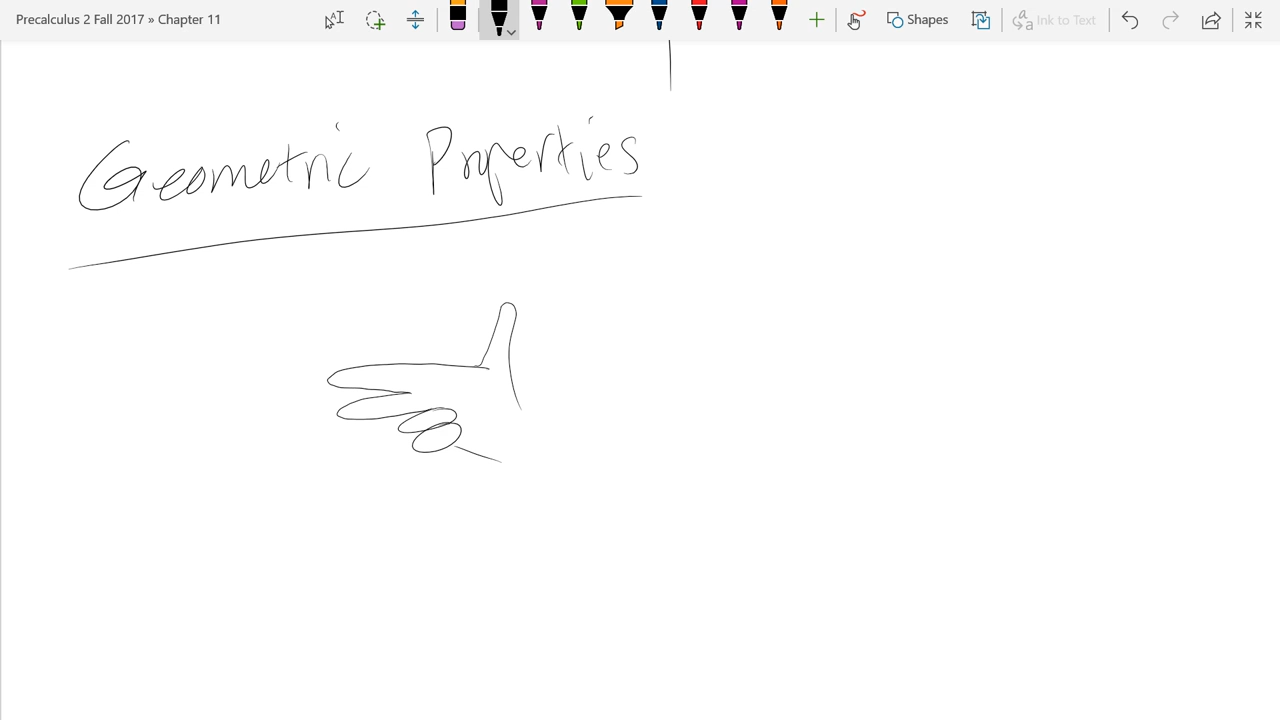 Precalculus 2 Fall 2017 » Chapter 11
Shapes
Ink to Text
Geometric Properties